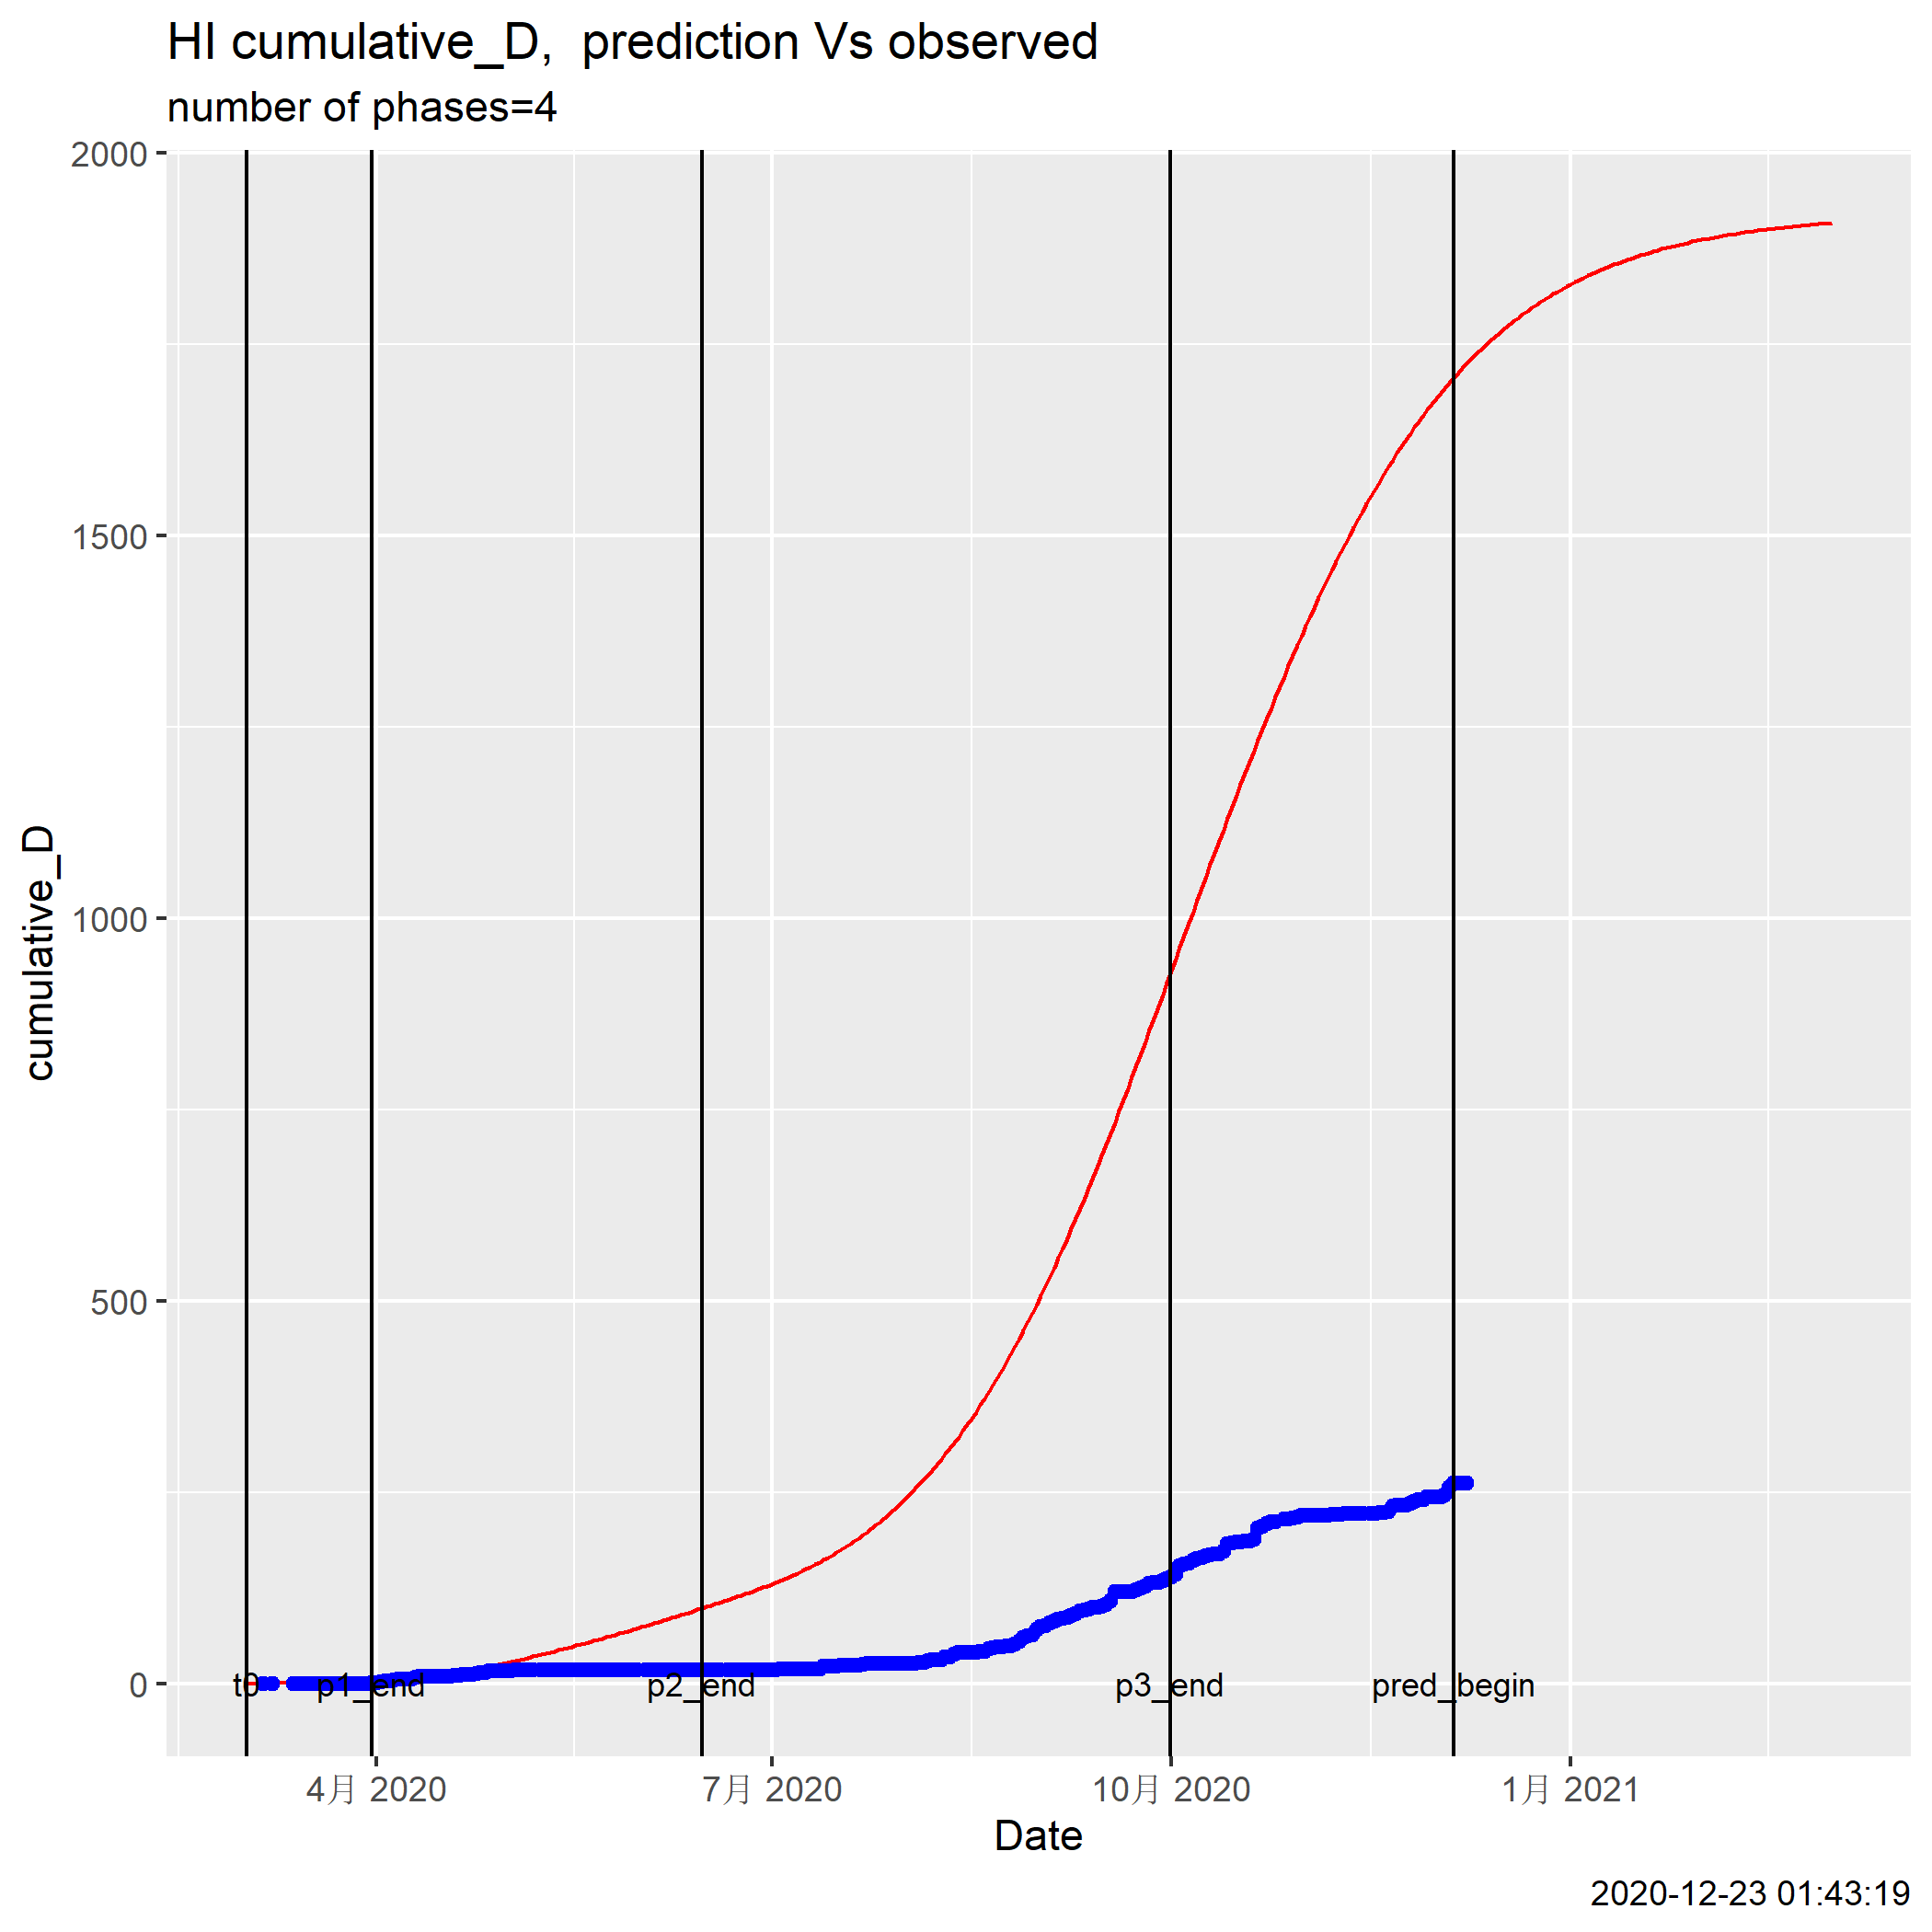 HI cumulative_D,  prediction Vs observed
number of phases=4
2000
1500
1000
500
0
cumulative_D
t0
p1_end
p2_end
p3_end
pred_begin
4月 2020
7月 2020
10月 2020
1月 2021
Date
2020-12-23 01:43:19